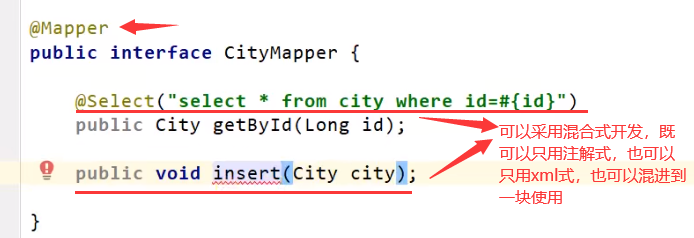 @Mapper
public interface CityMapper {
@Select("select * from city where id=#{id}")
public City getById(Long id);
public void insert(City city);
}
可以采用混合式开发，既
可以只用注解式，也可以
只用xml式，也可以混进到
一块使用